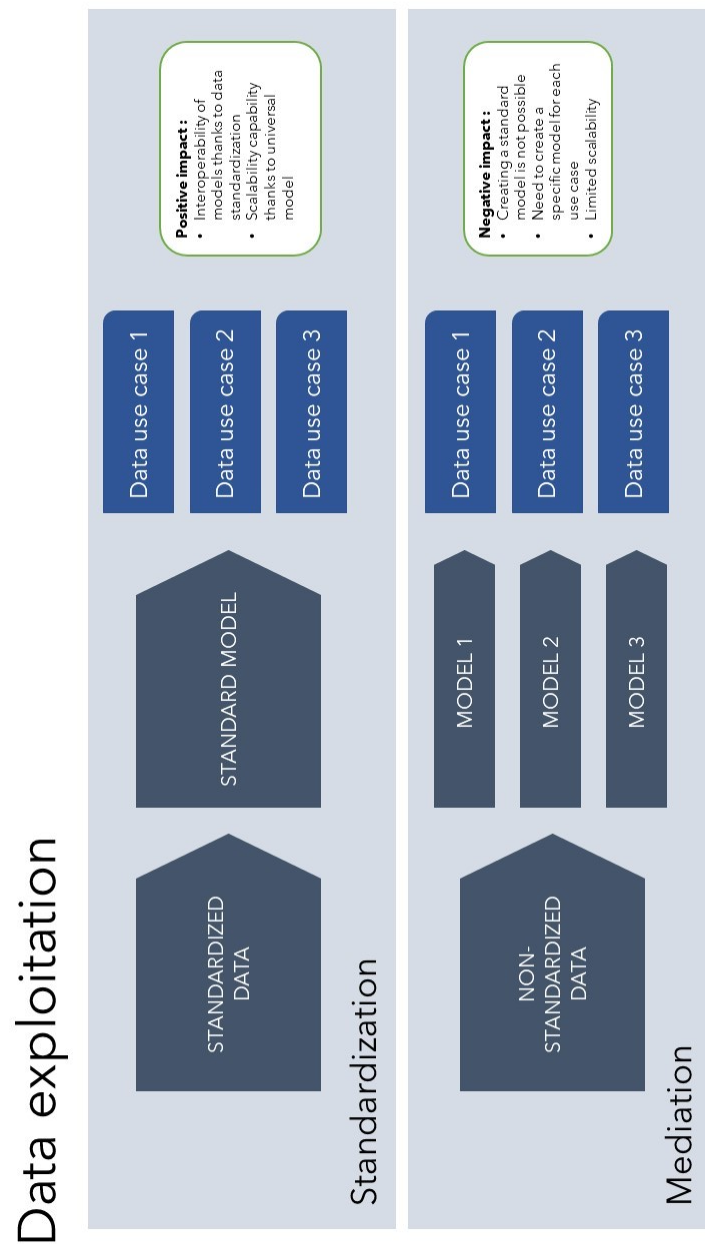 Data exploitation
STANDARDIZED
DATA
STANDARD MODEL
Data use case 1
Data use case 2
Data use case 3
Positive impact :
• Interoperability of
models thanks to data
standardization
• Scalability capability
thanks to universal
model
Standardization
NON-
STANDARDIZED
DATA
MODEL 1
MODEL 2
MODEL 3
Data use case 1
Data use case 2
Data use case 3
Negative impact :
• Creating a standard
model is not possible
• Need to create a
specific model for each
use case
• Limited scalability
Mediation